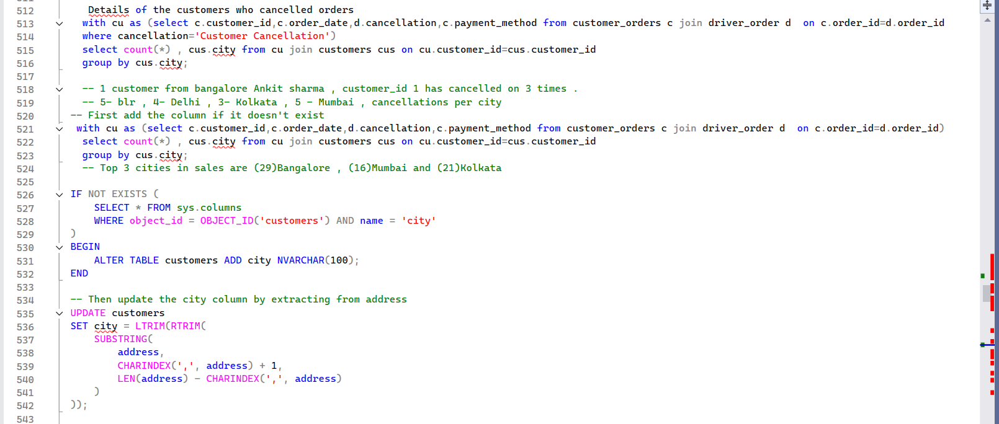 512 Details of the customers who cancelled orders
513 with cu as (select c.customer_id,c.order_date,d.cancellation,c.payment_method from customer_orders c join driver_order d  on c.order_id=d.order_id
514 where cancellation='Customer Cancellation')
515 select count(*) , cus.city from cu join customers cus on cu.customer_id=cus.customer_id
516 group by cus.city;
517
518 -- 1 customer from bangalore Ankit sharma , customer_id 1 has cancelled on 3 times .
519 -- 5- blr , 4- Delhi , 3- Kolkata , 5 - Mumbai , cancellations per city
520 -- First add the column if it doesn't exist
521 with cu as (select c.customer_id,c.order_date,d.cancellation,c.payment_method from customer_orders c join driver_order d  on c.order_id=d.order_id)
522 select count(*) , cus.city from cu join customers cus on cu.customer_id=cus.customer_id
523 group by cus.city;
524 -- Top 3 cities in sales are (29)Bangalore , (16)Mumbai and (21)Kolkata
525
526 IF NOT EXISTS (
527 SELECT * FROM sys.columns
528 WHERE object_id = OBJECT_ID('customers') AND name = 'city'
529 )
530 BEGIN
531 ALTER TABLE customers ADD city NVARCHAR(100);
532 END
533
534 -- Then update the city column by extracting from address
535 UPDATE customers
536 SET city = LTRIM(RTRIM(
537 SUBSTRING(
538 address,
539 CHARINDEX(',', address) + 1,
540 LEN(address) - CHARINDEX(',', address)
541 )
542 ));
543